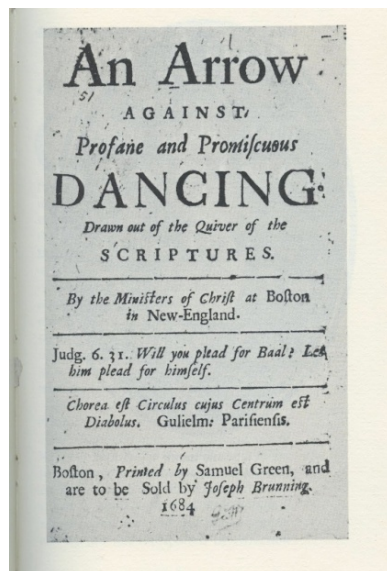 An Arrow
AGAINST
Profane and Promiſcuous
DANCING:
Drawn out of the Quiver of the
SCRIPTURES.
By the Miniſters of Chriſt at Boſton
in New-England.
Judg. 6. 31. Will you plead for Baal? Let
him plead for himſelf.
Chorea eſt Circulus cujus Centrum eſt
Diabolus. Gulielm: Pariſienſis.
Boſton, Printed by Samuel Green, and
are to be Sold by Joſeph Brunning.
1684